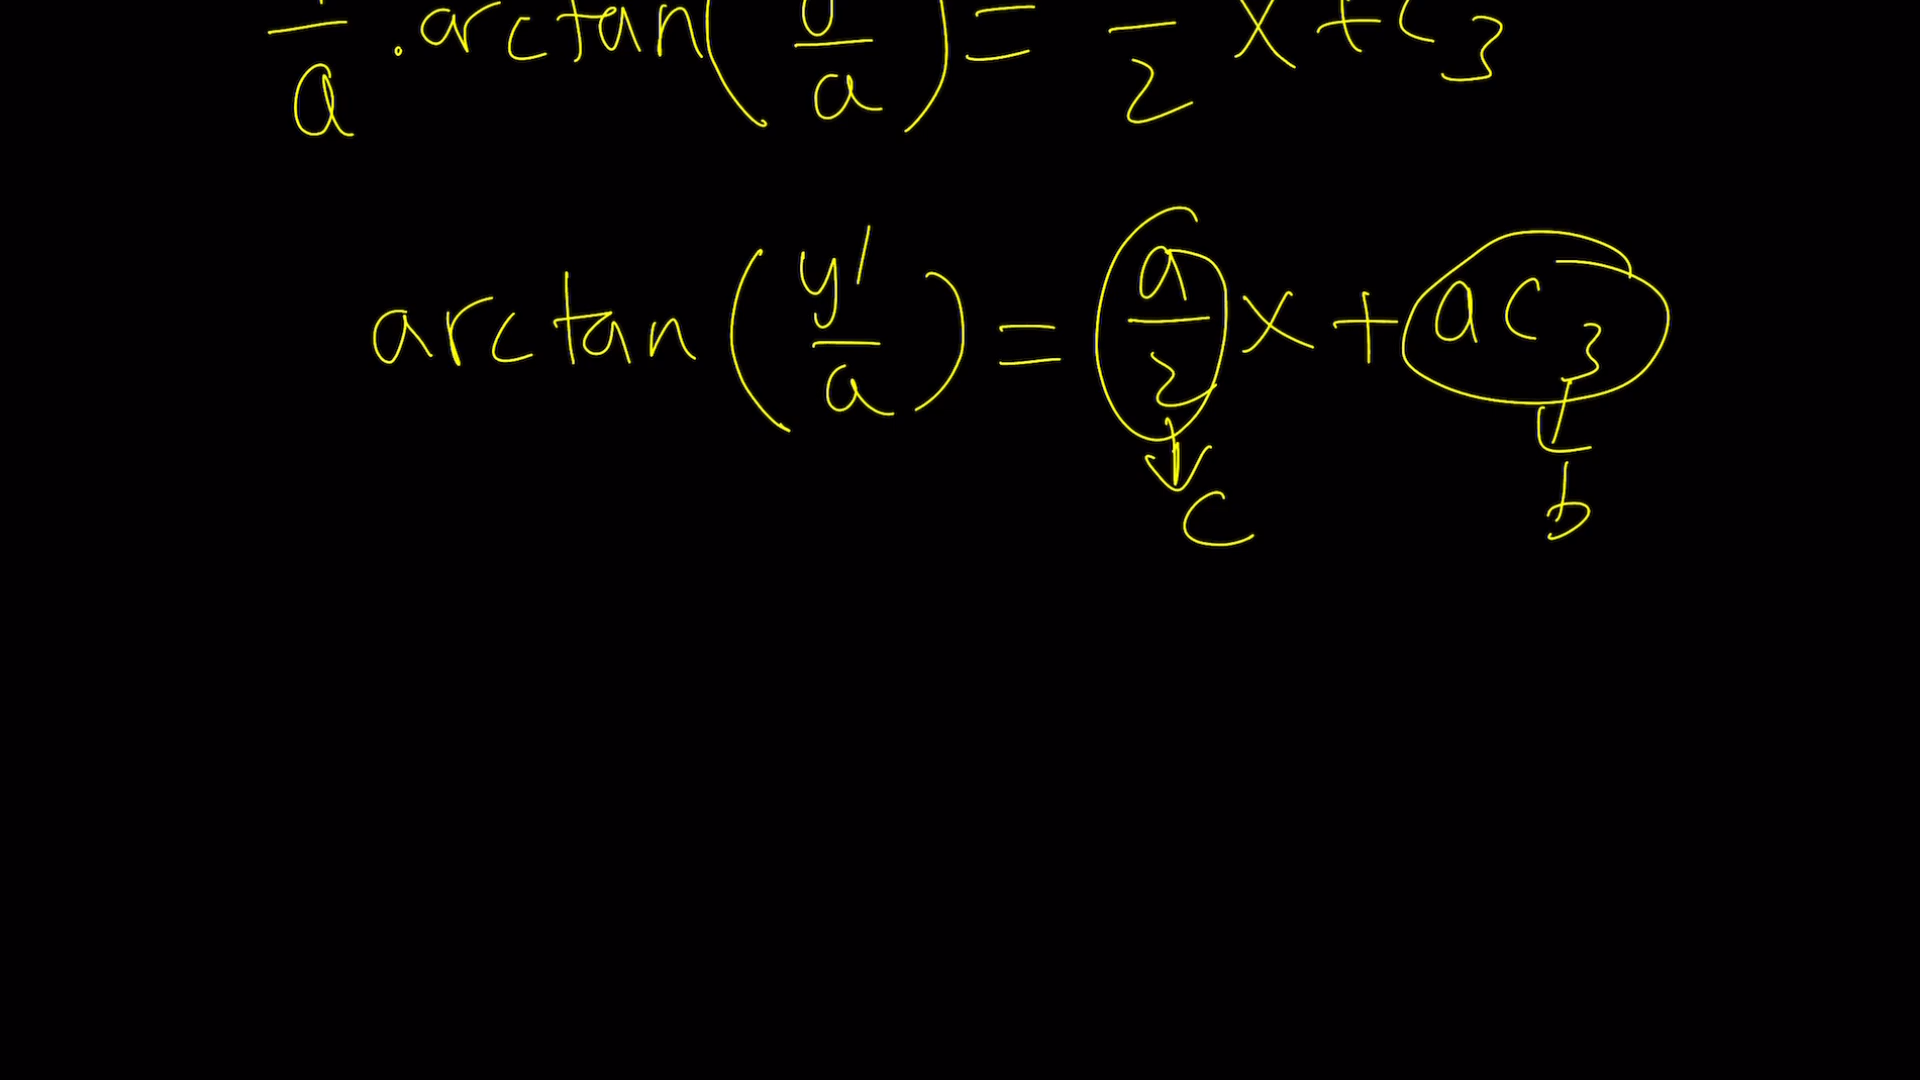 1/a · arctan(y'/a) = 1/2 x + C3
arctan(y'/a) = a/2 x + aC3
c b